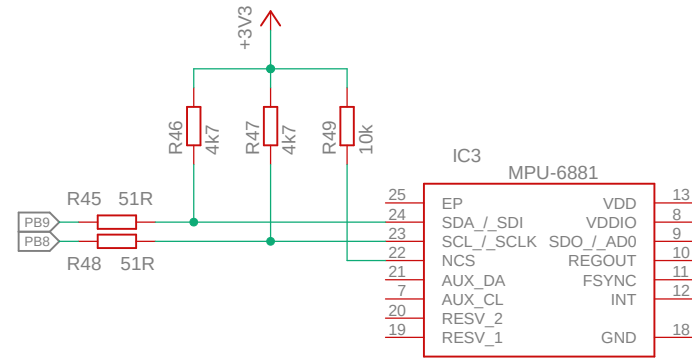 +3V3
R46
4k7
R47
4k7
R49
10k
IC3
MPU-6881
R45 51R
PB9
PB8
R48 51R
25 EP VDD 13
24 SDA_/_SDI VDDIO 8
23 SCL_/_SCLK SDO_/_AD0 9
22 NCS REGOUT 10
21 AUX_DA FSYNC 11
7 AUX_CL INT 12
20 RESV_2
19 RESV_1 GND 18